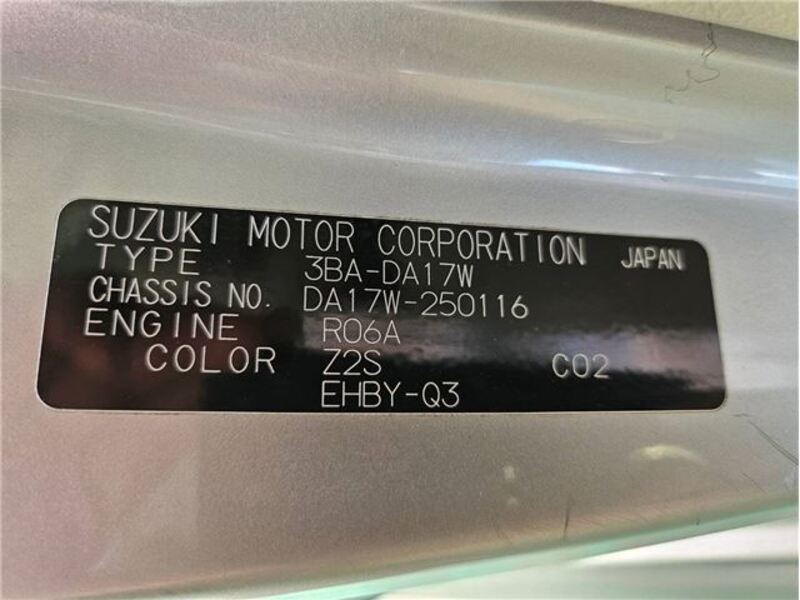 SUZUKI MOTOR CORPORATION JAPAN
TYPE 3BA-DA17W
CHASSIS NO. DA17W-250116
ENGINE R06A
COLOR Z2S C02
EHBY-Q3